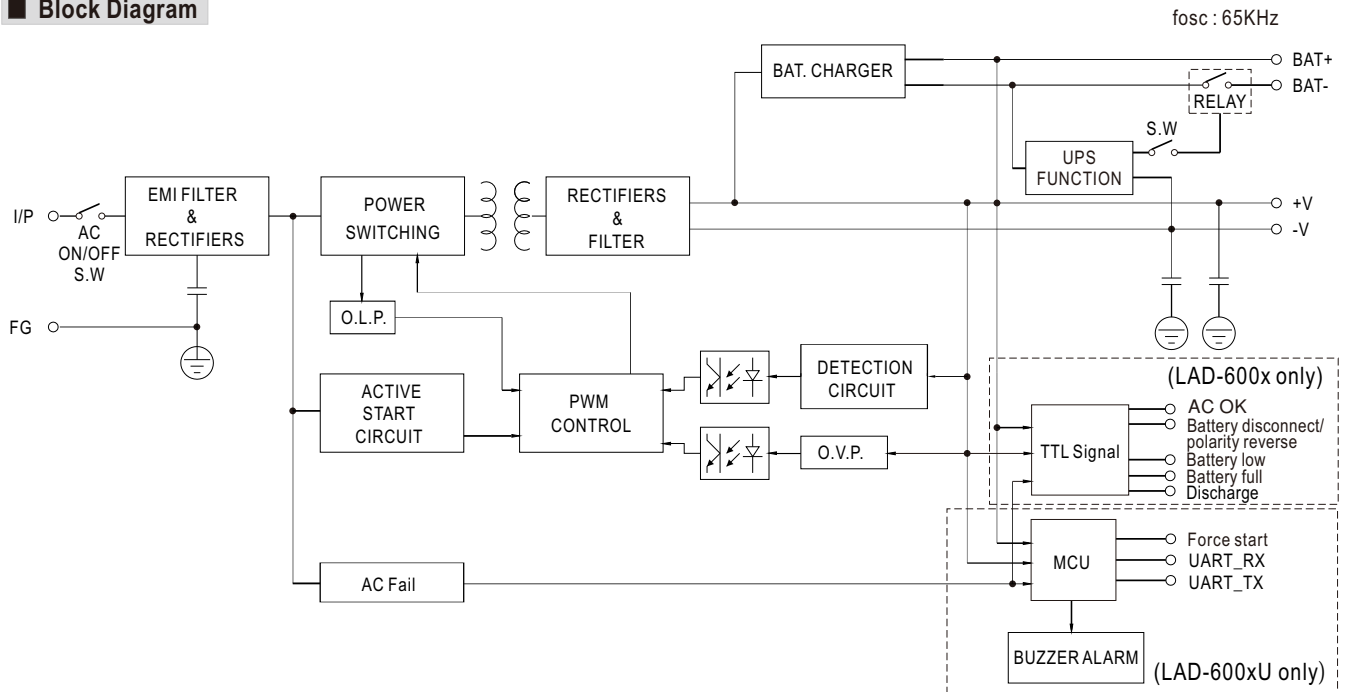 Block Diagram
fosc : 65KHz
BAT. CHARGER
BAT+
BAT-
RELAY
S.W
UPS
FUNCTION
I/P
AC
ON/OFF
S.W
EMI FILTER
&
RECTIFIERS
POWER
SWITCHING
RECTIFIERS
&
FILTER
+V
-V
FG
O.L.P.
ACTIVE
START
CIRCUIT
PWM
CONTROL
DETECTION
CIRCUIT
O.V.P.
(LAD-600x only)
TTL Signal
AC OK
Battery disconnect/
polarity reverse
Battery low
Battery full
Discharge
AC Fail
MCU
Force start
UART_RX
UART_TX
BUZZER ALARM
(LAD-600xU only)